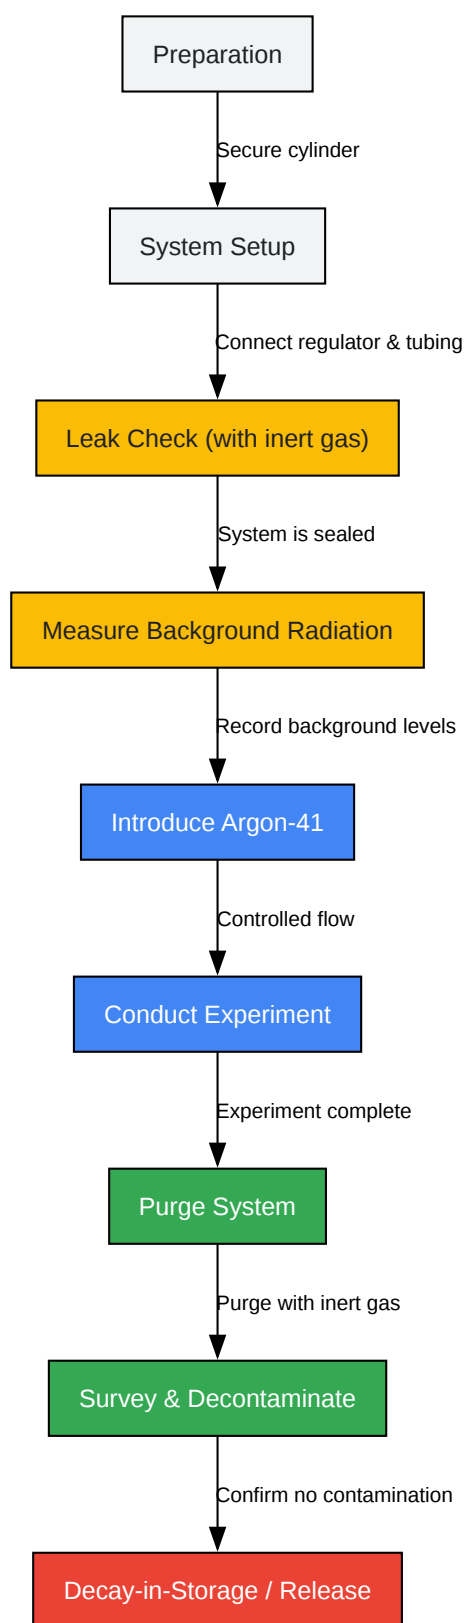 Preparation
Secure cylinder
System Setup
Connect regulator & tubing
Leak Check (with inert gas)
System is sealed
Measure Background Radiation
Record background levels
Introduce Argon-41
Controlled flow
Conduct Experiment
Experiment complete
Purge System
Purge with inert gas
Survey & Decontaminate
Confirm no contamination
Decay-in-Storage / Release